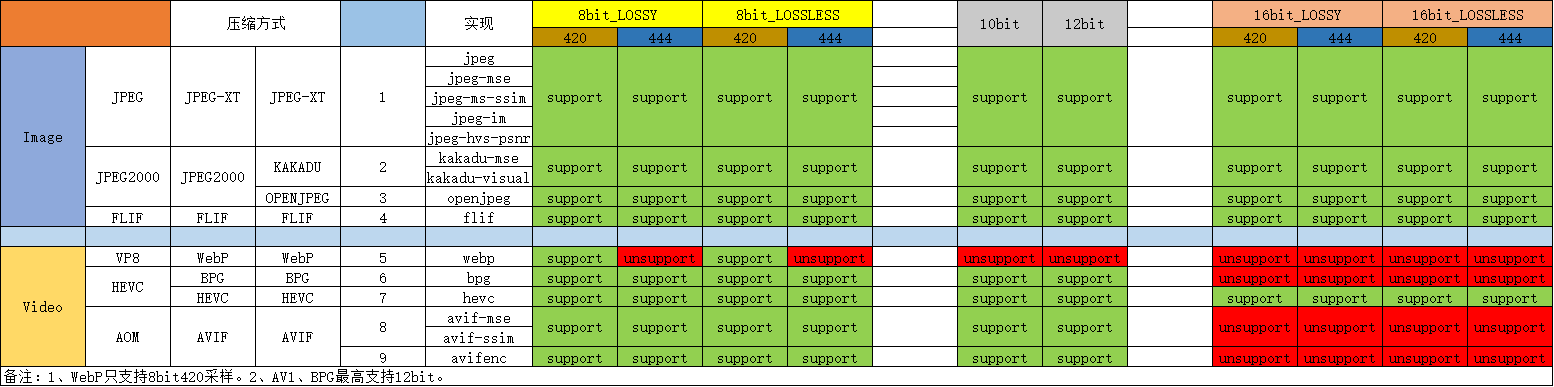 压缩方式 实现 8bit_LOSSY 8bit_LOSSLESS 10bit 12bit 16bit_LOSSY 16bit_LOSSLESS
420 444 420 444 420 444 420 444
Image JPEG JPEG-XT JPEG-XT 1 jpeg support support support support support support support support support support
jpeg-mse
jpeg-ms-ssim
jpeg-im
jpeg-hvs-psnr
JPEG2000 JPEG2000 KAKADU 2 kakadu-mse support support support support support support support support support support
kakadu-visual
OPENJPEG 3 openjpeg support support support support support support support support support support
FLIF FLIF FLIF 4 flif support support support support support support support support support support
Video VP8 WebP WebP 5 webp support unsupport support unsupport unsupport unsupport unsupport unsupport unsupport unsupport
HEVC BPG BPG 6 bpg support support support support support support unsupport unsupport unsupport unsupport
HEVC HEVC 7 hevc support support support support support support support support support support
AOM AVIF AVIF 8 avif-mse support support support support support support unsupport unsupport unsupport unsupport
avif-ssim
9 avifenc support support support support support support unsupport unsupport unsupport unsupport
备注：1、WebP只支持8bit420采样。2、AV1、BPG最高支持12bit。